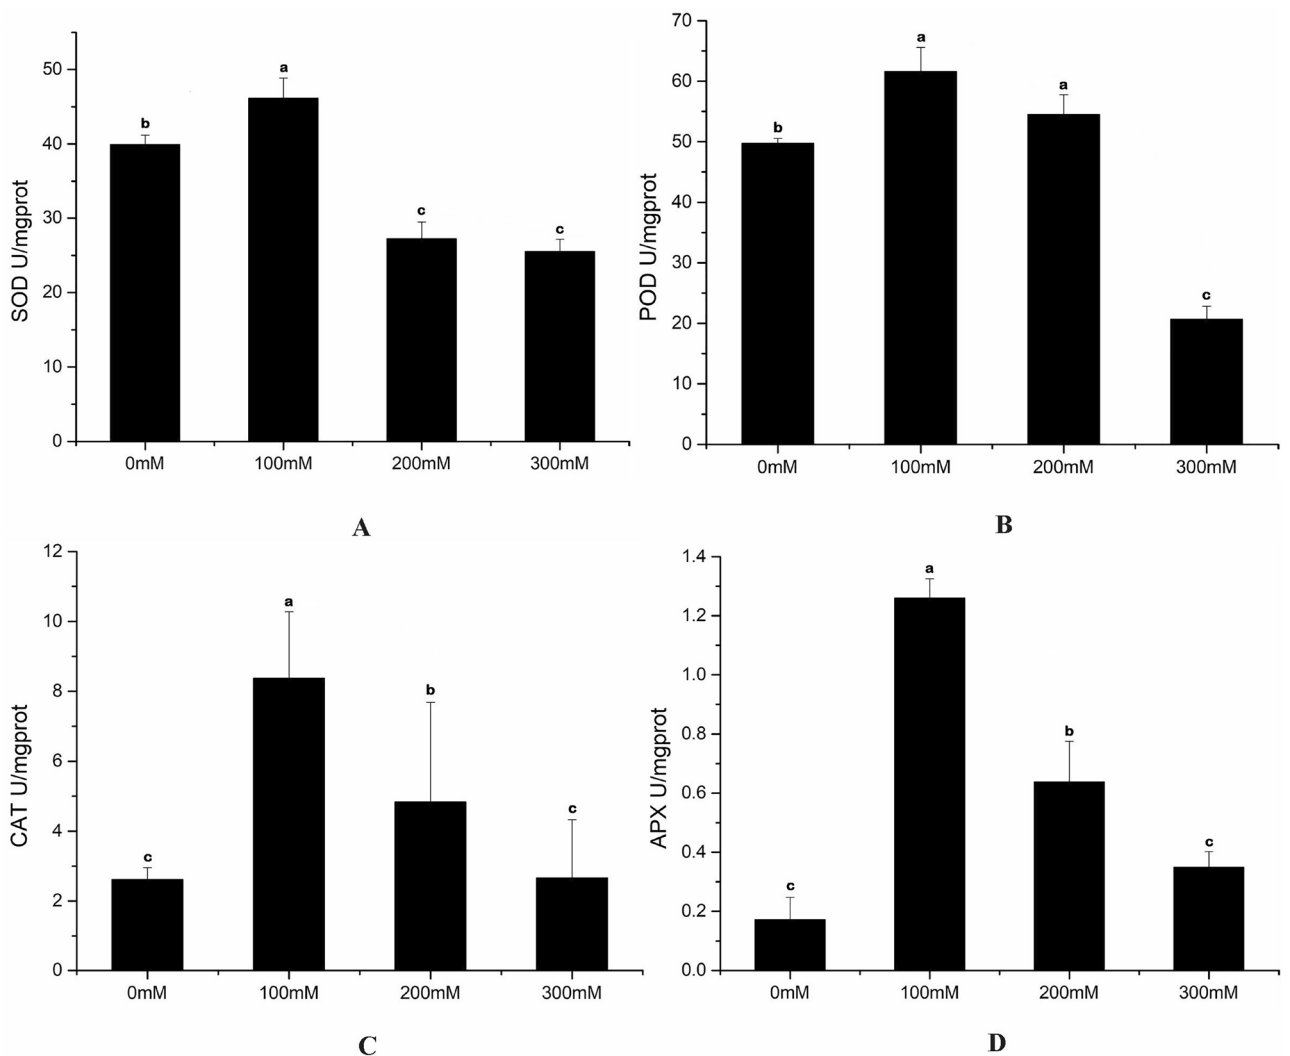 SOD U/mgprot
50
40
30
20
10
0
b
a
c
c
0mM 100mM 200mM 300mM
A
POD U/mgprot
70
60
50
40
30
20
10
0
b
a
a
c
0mM 100mM 200mM 300mM
B
CAT U/mgprot
12
10
8
6
4
2
0
c
a
b
c
0mM 100mM 200mM 300mM
C
APX U/mgprot
1.4
1.2
1.0
0.8
0.6
0.4
0.2
0.0
c
a
b
c
0mM 100mM 200mM 300mM
D